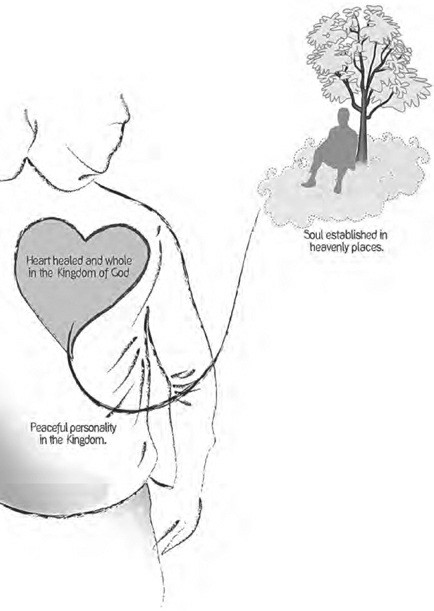 Soul established in
heavenly places.
Heart healed and whole
in the Kingdom of God
Peaceful personality
in the Kingdom.